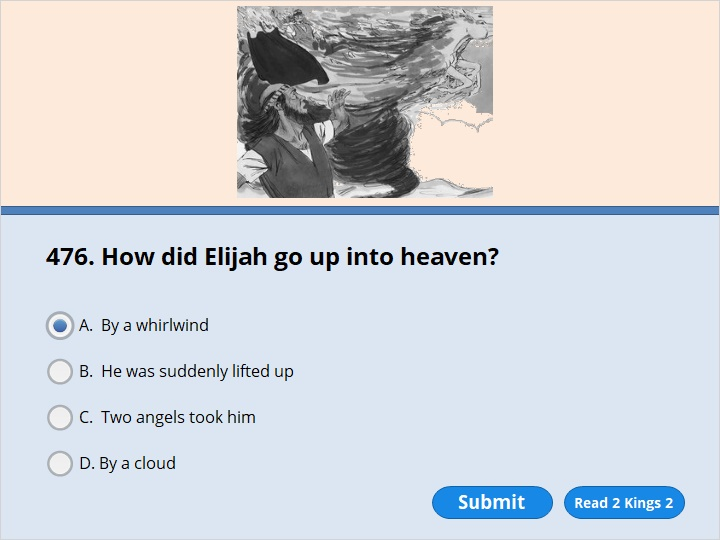 476. How did Elijah go up into heaven?
A. By a whirlwind
B. He was suddenly lifted up
C. Two angels took him
D. By a cloud
Submit
Read 2 Kings 2